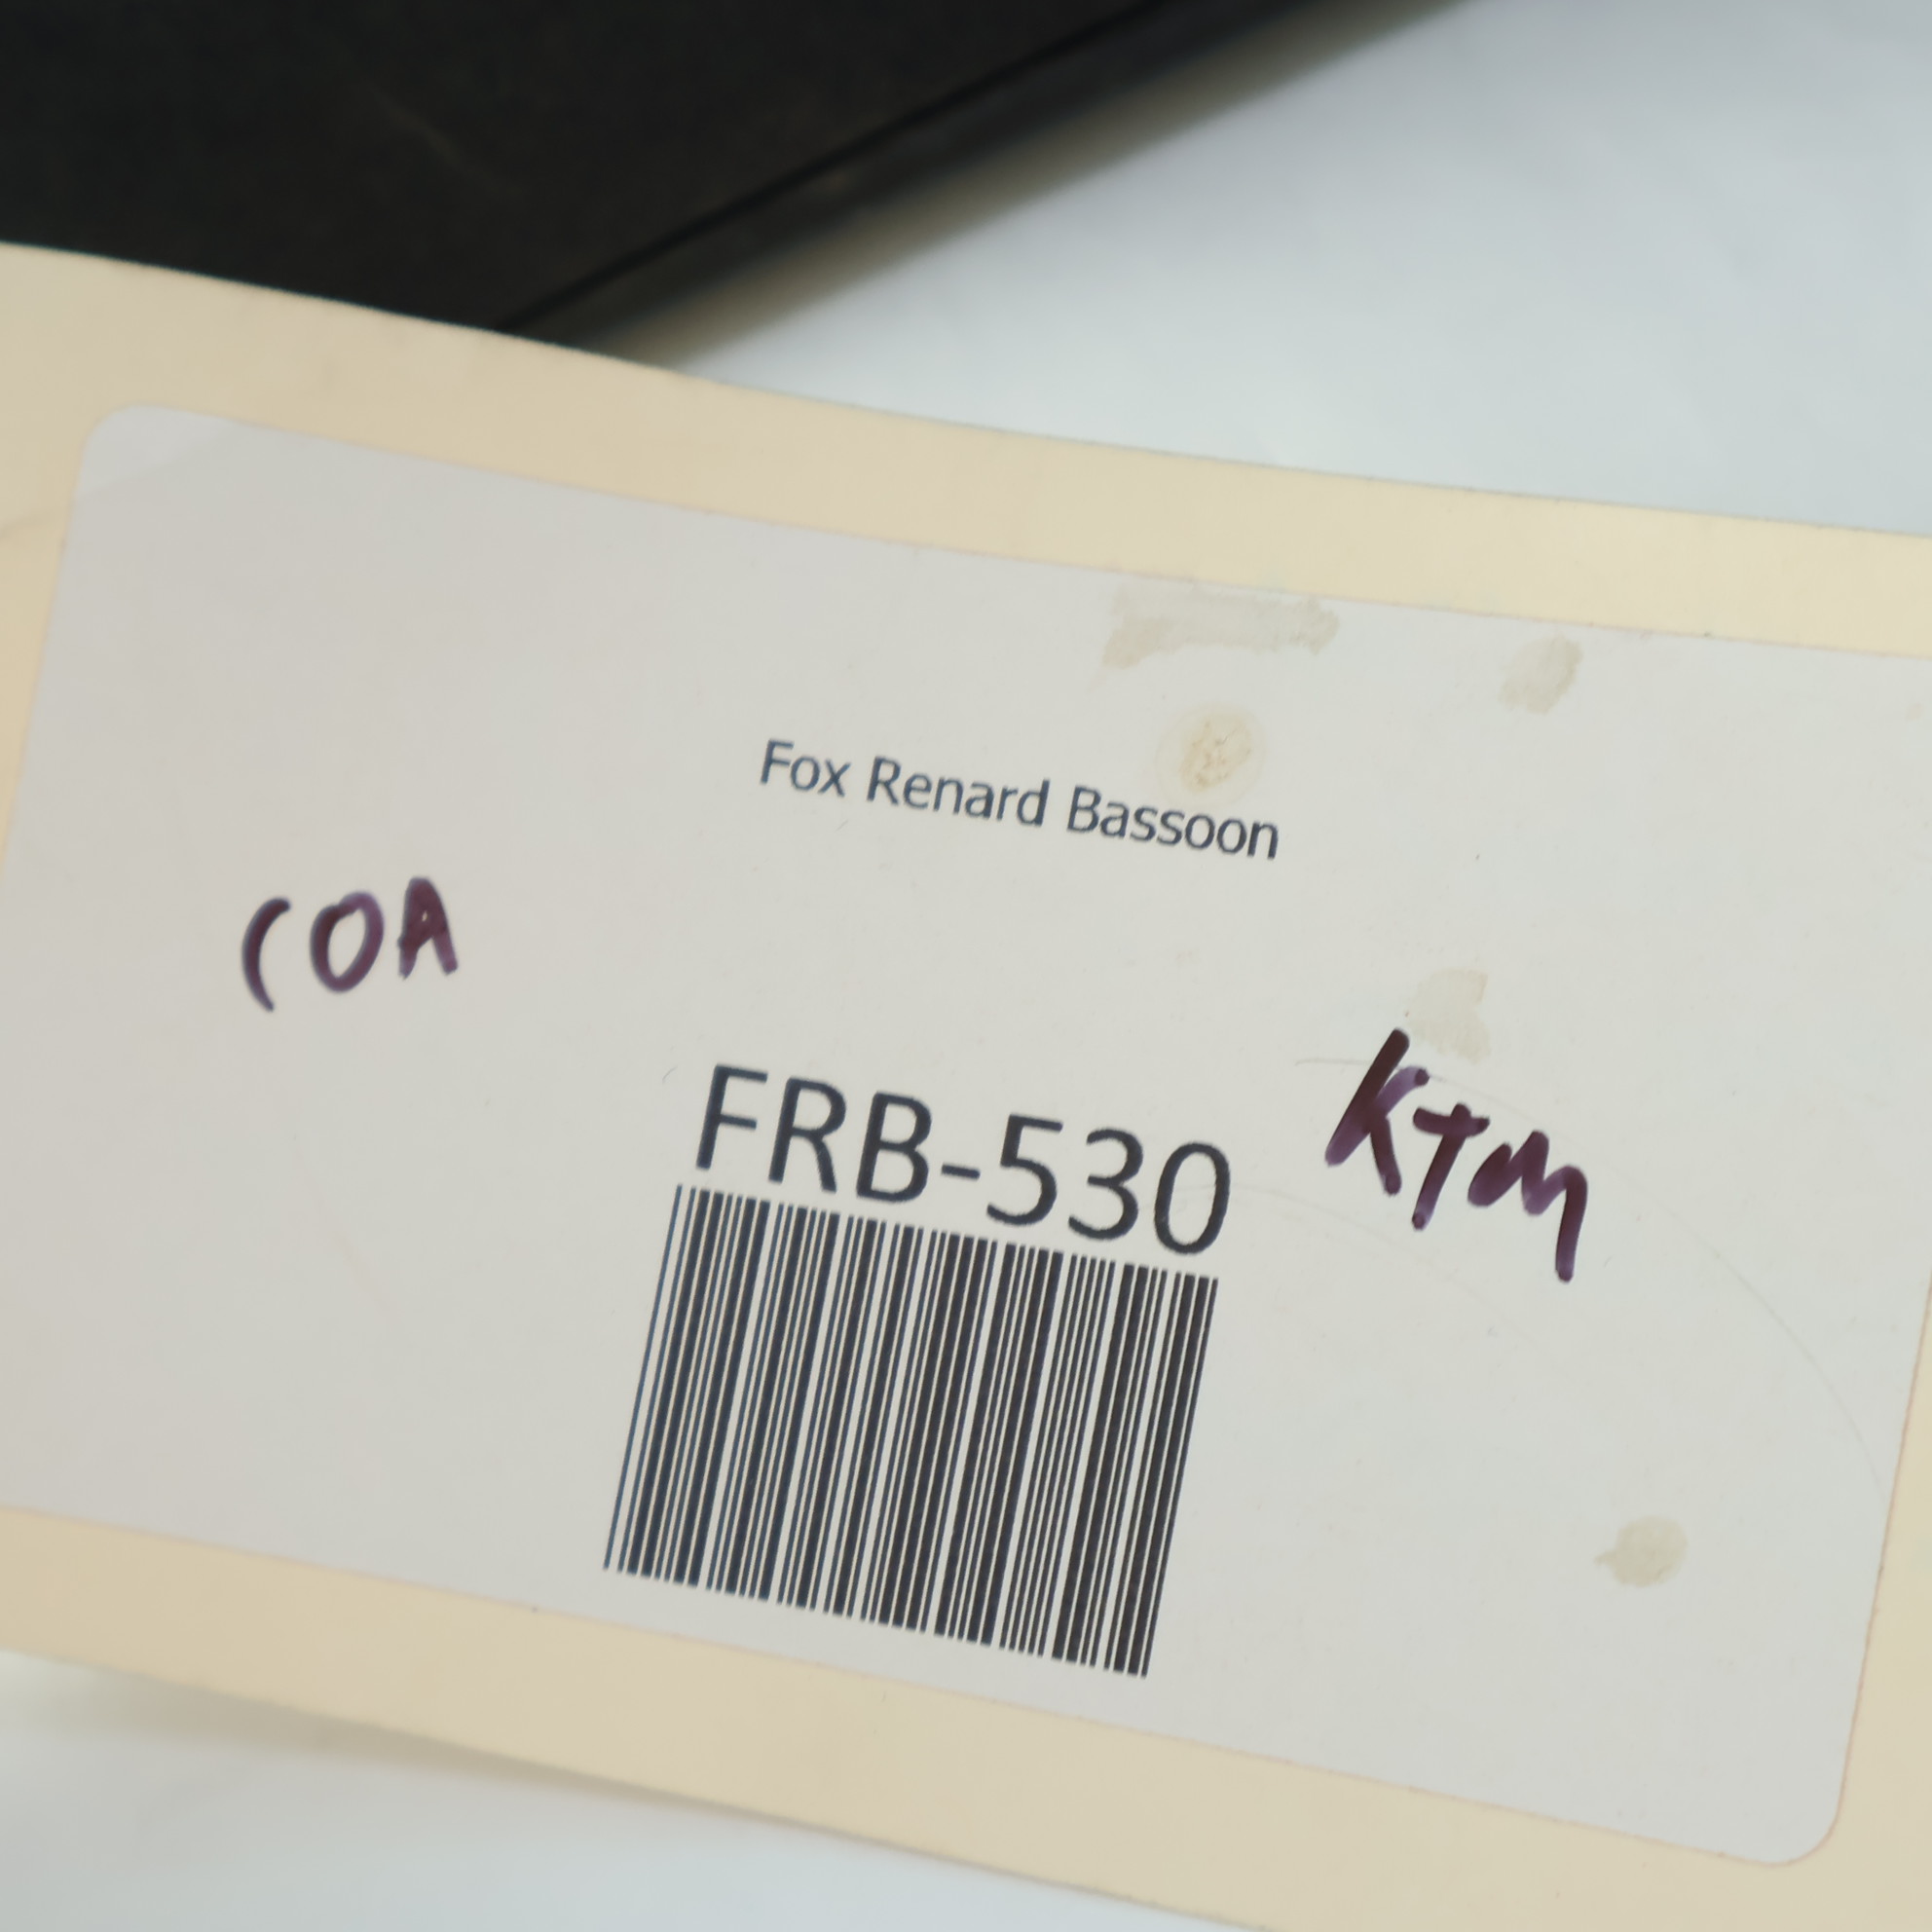 Fox Renard Bassoon
COA
FRB-530
KTM